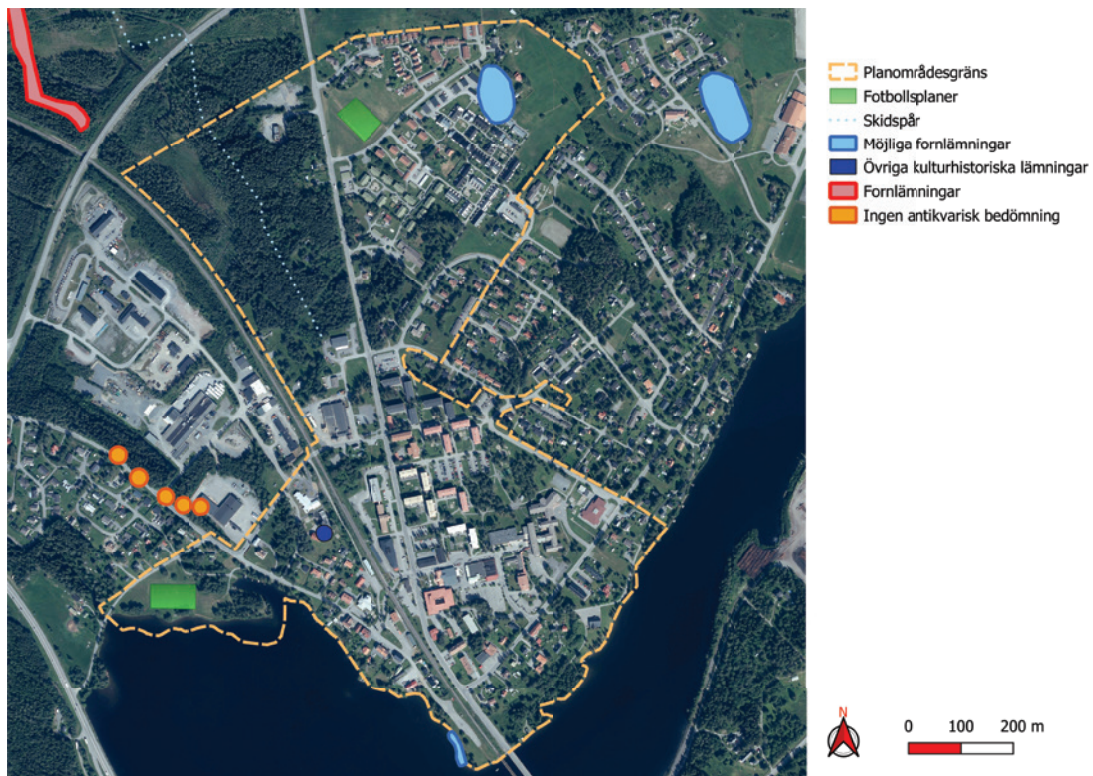 Planområdesgräns
Fotbollsplaner
Skidspår
Möjliga fornlämningar
Övriga kulturhistoriska lämningar
Fornlämningar
Ingen antikvarisk bedömning
N
0 100 200 m